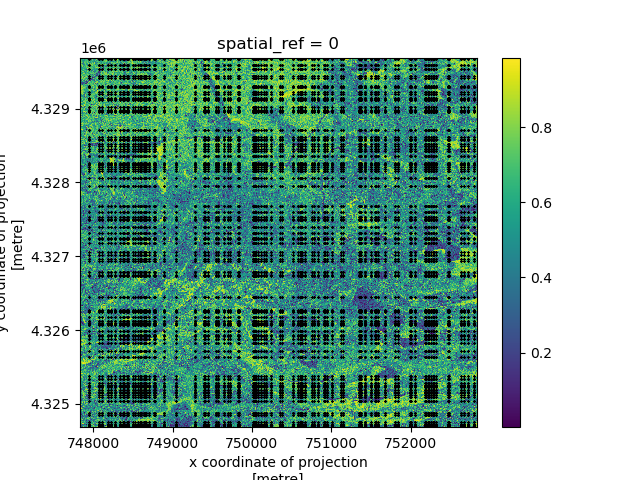 spatial_ref = 0
1e6
4.329
4.328
4.327
4.326
4.325
y coordinate of projection
[metre]
748000 749000 750000 751000 752000
x coordinate of projection
[metre]
0.8
0.6
0.4
0.2